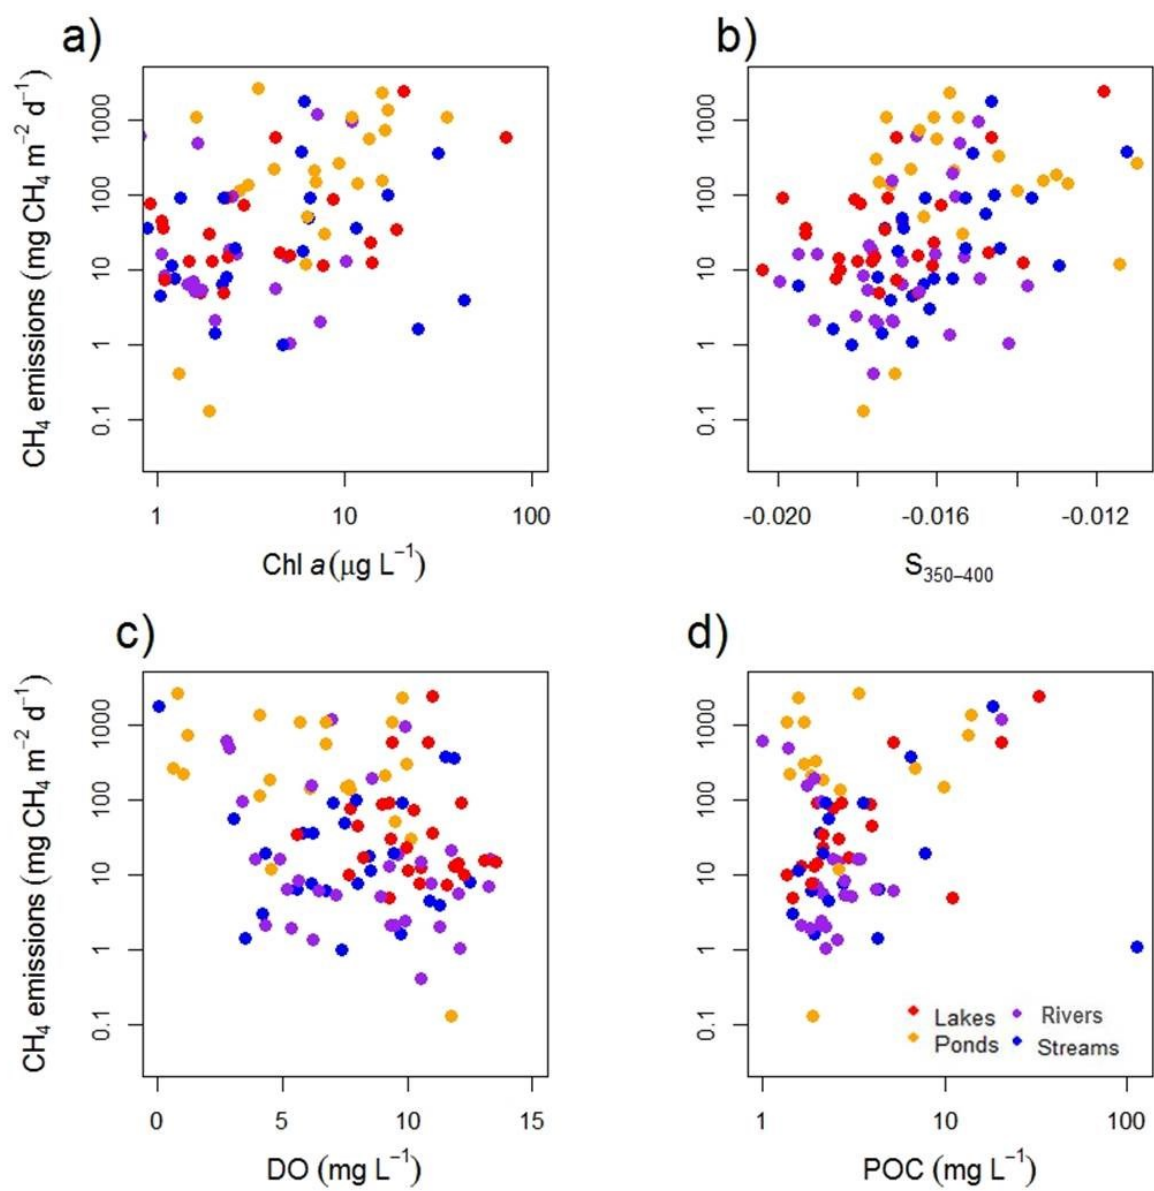 a)
b)
CH₄ emissions (mg CH₄ m⁻² d⁻¹)
1000
100
10
1
0.1
1000
100
10
1
0.1
1 10 100
-0.020 -0.016 -0.012
Chl a (μg L⁻¹)
S₃₅₀₋₄₀₀
c)
d)
CH₄ emissions (mg CH₄ m⁻² d⁻¹)
1000
100
10
1
0.1
1000
100
10
1
0.1
Lakes Rivers
Ponds Streams
0 5 10 15
1 10 100
DO (mg L⁻¹)
POC (mg L⁻¹)